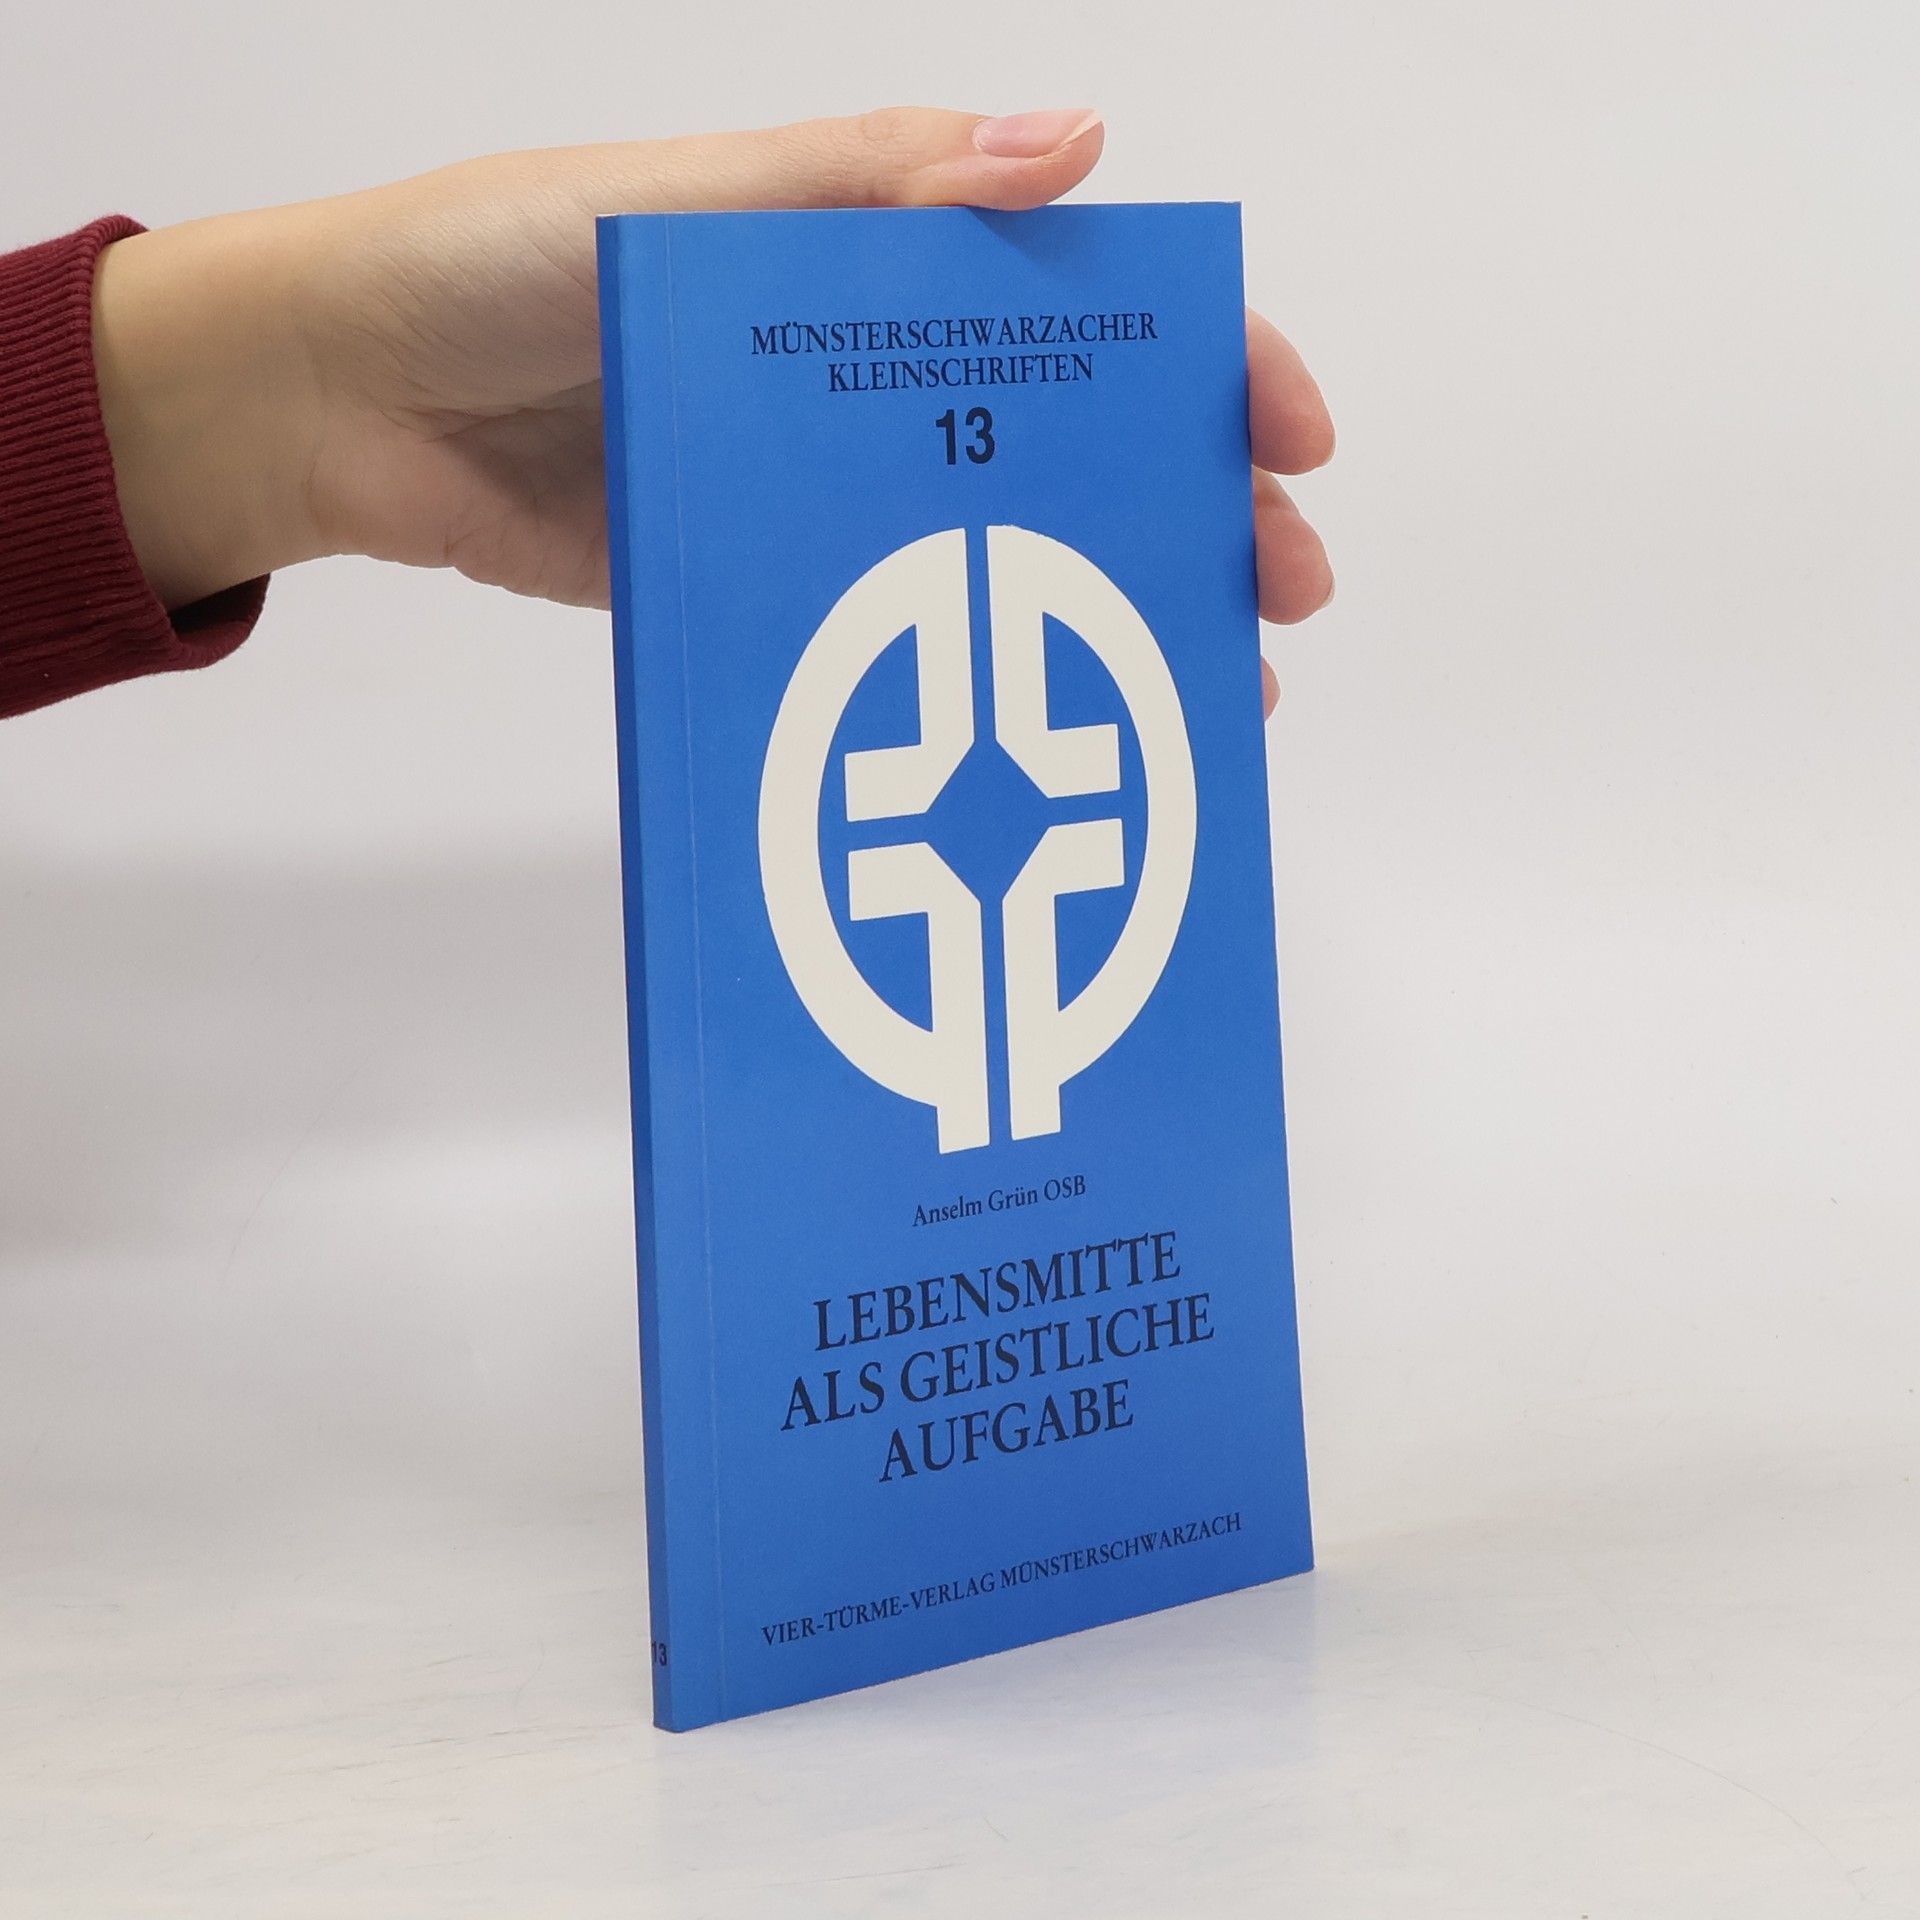 MÜNSTERSCHWARZACHER
KLEINSCHRIFTEN
13
Anselm Grün OSB
LEBENSMITTE
ALS GEISTLICHE
AUFGABE
VIER-TÜRME-VERLAG MÜNSTERSCHWARZACH
13